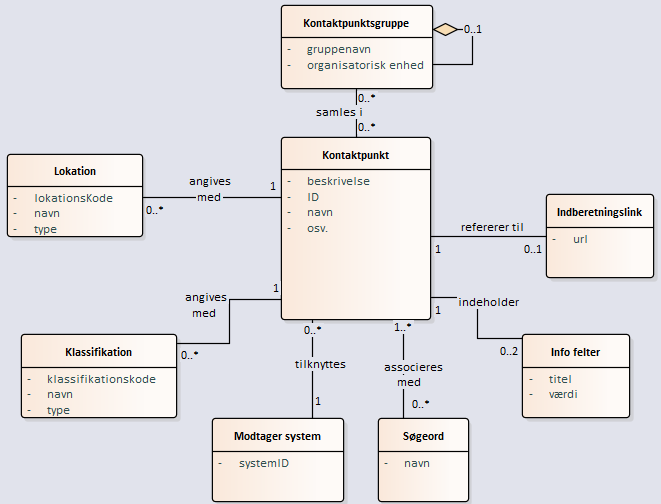 Kontaktpunktsgruppe
- gruppenavn
- organisatorisk enhed
0..1
0..*
samles i
0..*
Kontaktpunkt
- beskrivelse
- ID
- navn
- osv.
Lokation
- lokationsKode
- navn
- type
angives
med
1
0..*
Indberetningslink
- url
refererer til
1
0..1
angives
med
1
0..*
Klassifikation
- klassifikationskode
- navn
- type
indeholder
1
0..2
Info felter
- titel
- værdi
0..*
tilknyttes
1
1..*
associeres
med
0..*
Modtager system
- systemID
Søgeord
- navn